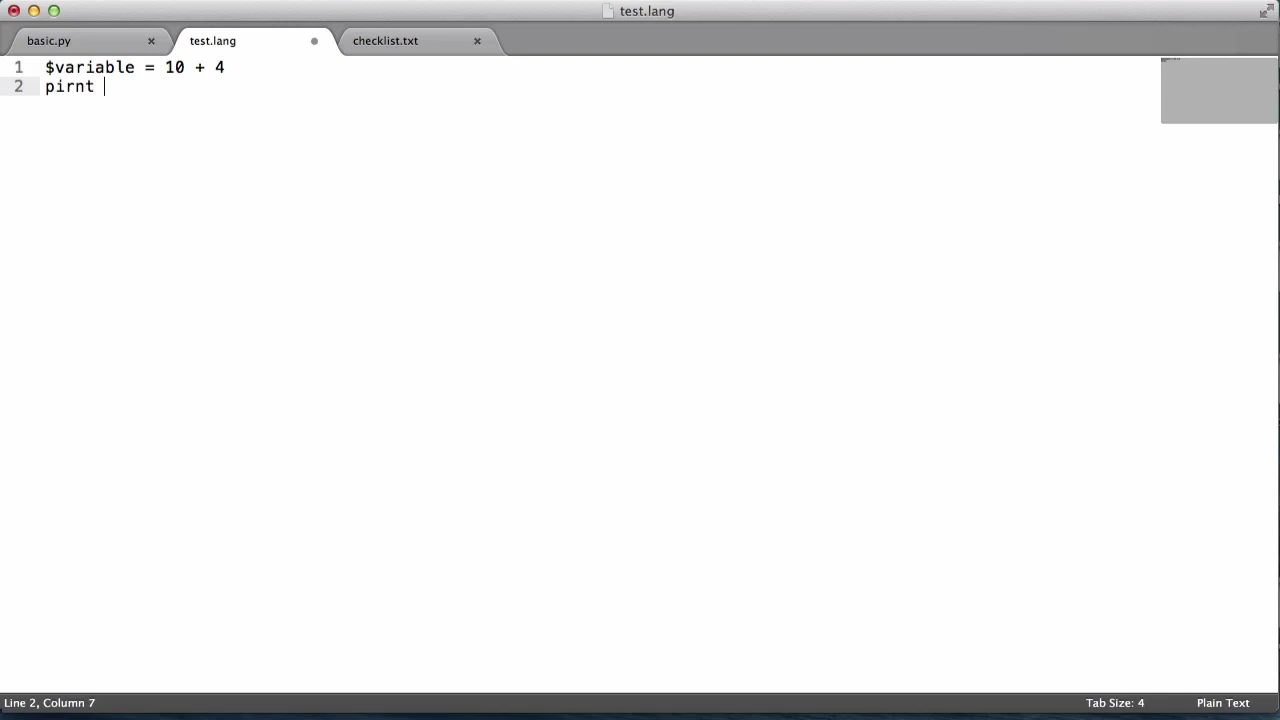 test.lang
basic.py
test.lang
checklist.txt
1 $variable = 10 + 4
2 pirnt
Line 2, Column 7
Tab Size: 4
Plain Text